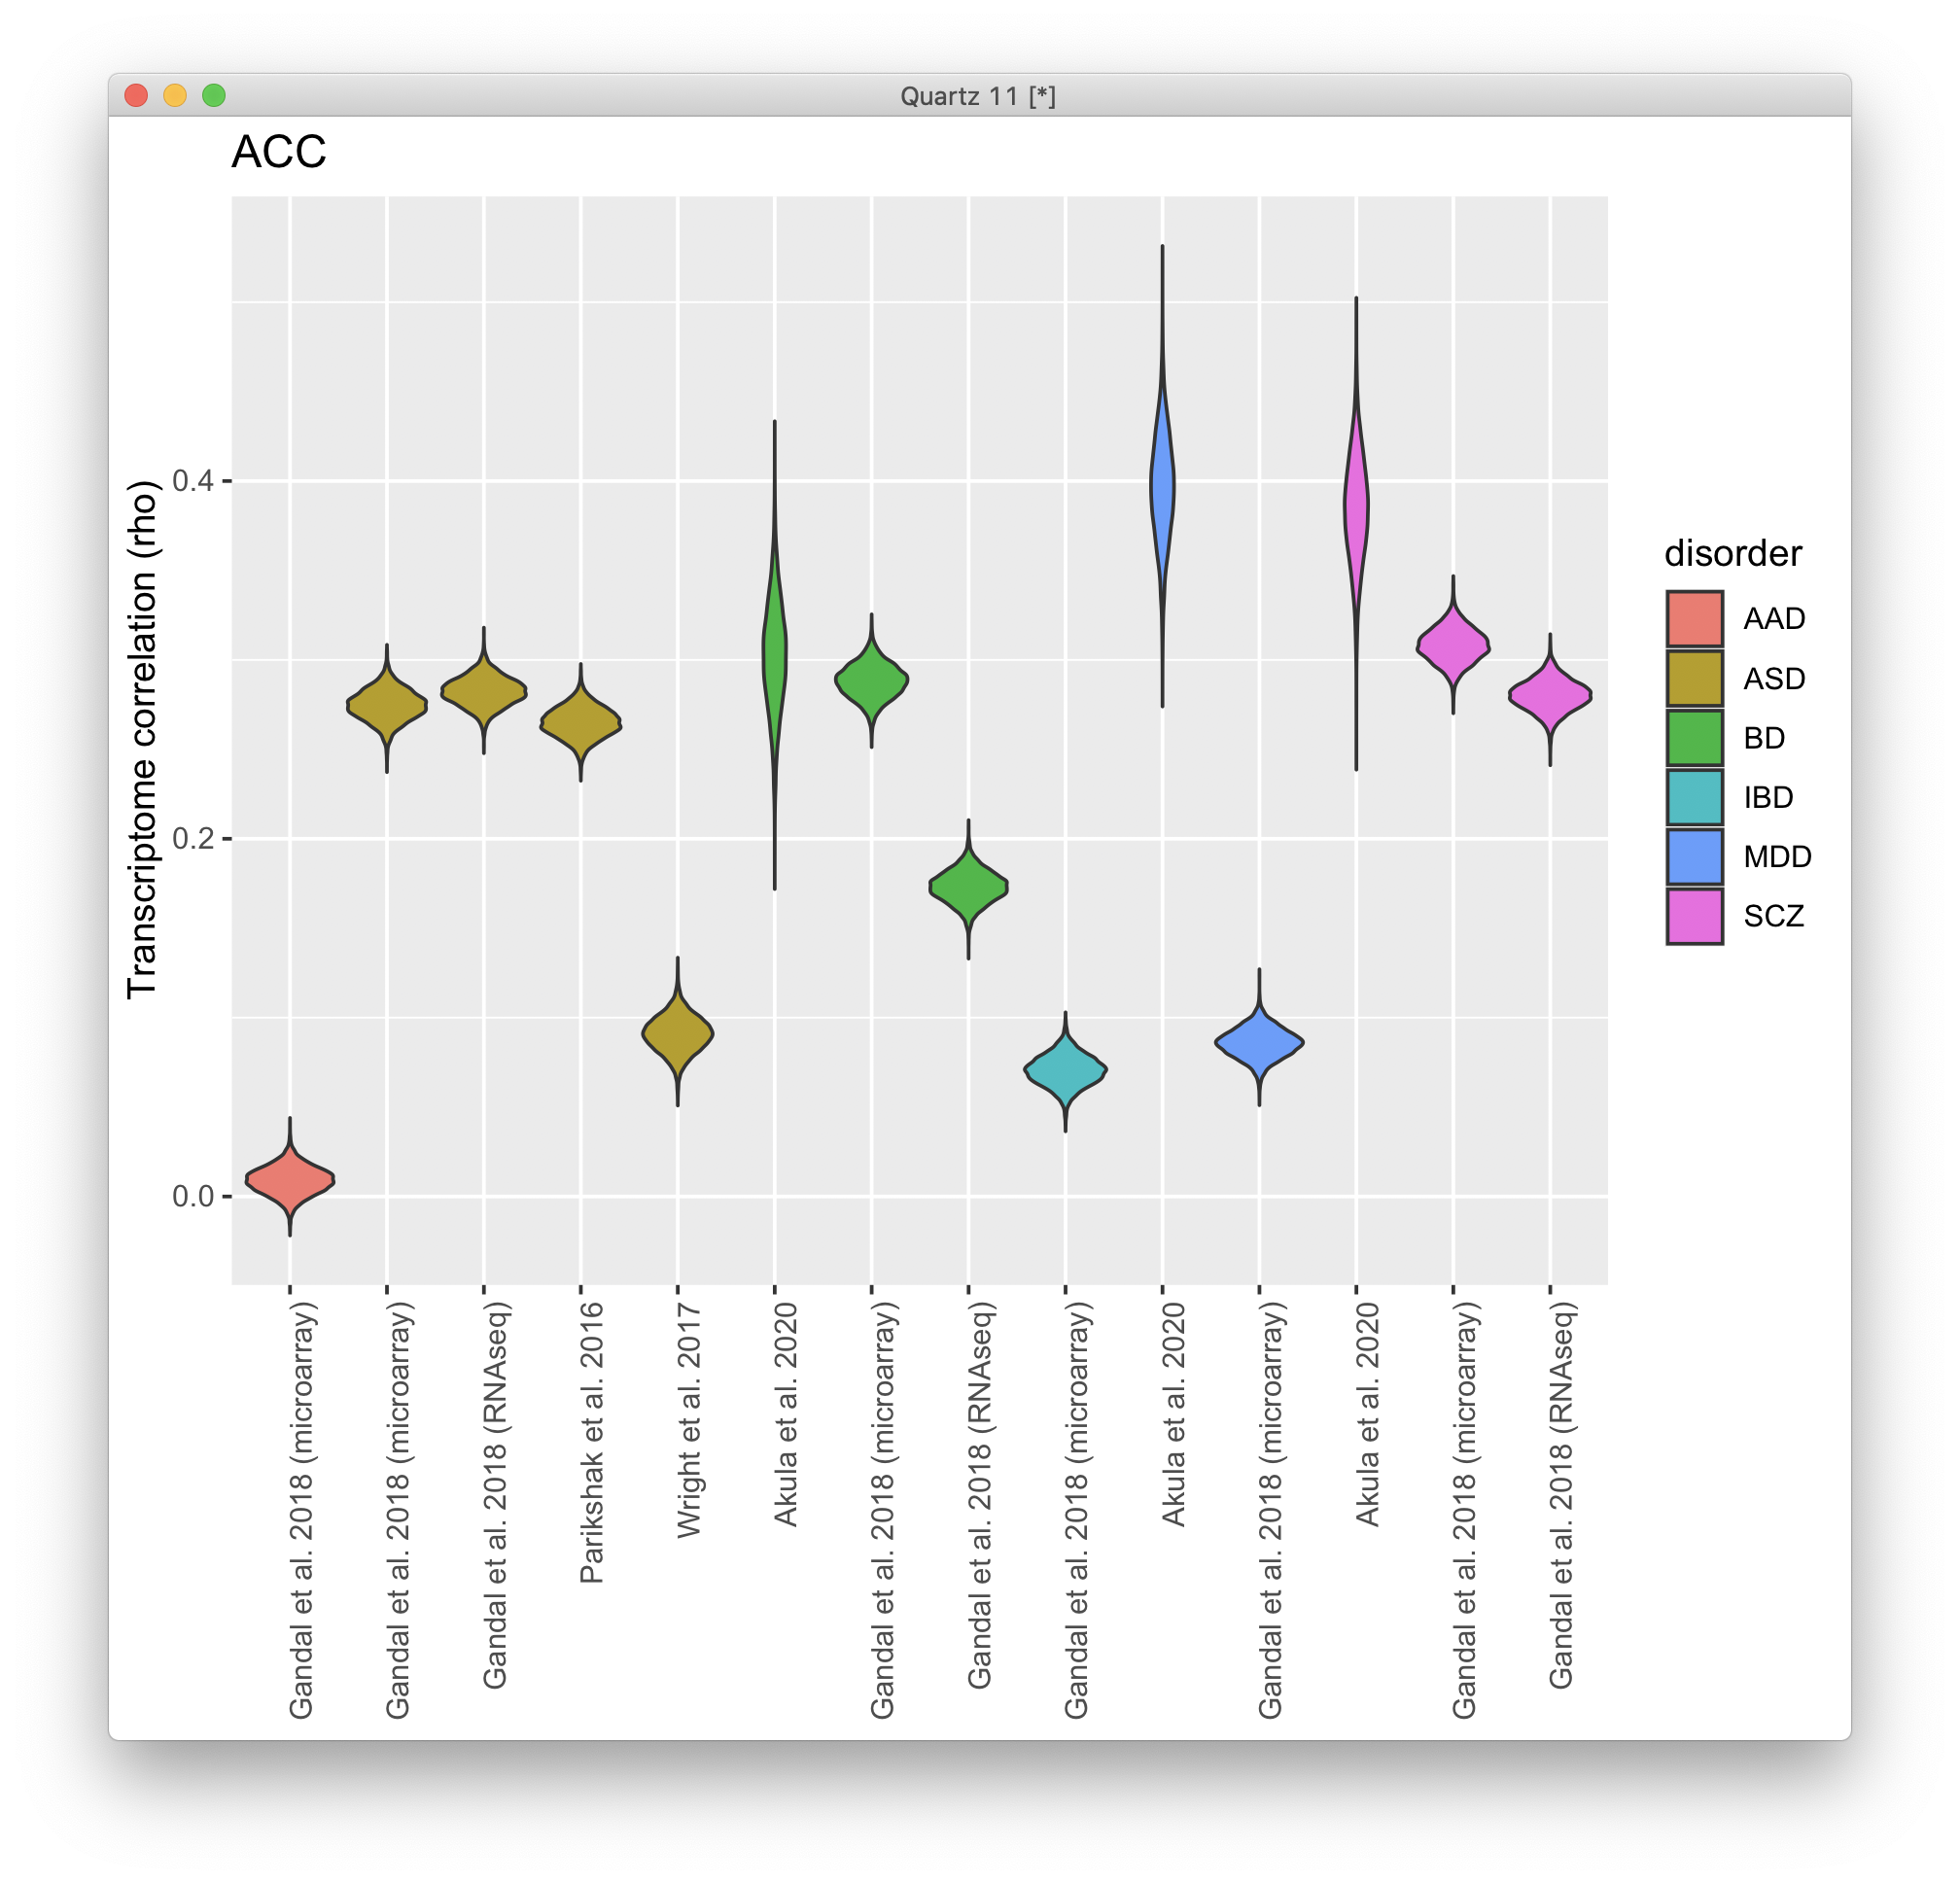 Quartz 11 [*]
ACC
Transcriptome correlation (rho)
0.4
0.2
0.0
Gandal et al. 2018 (microarray)
Gandal et al. 2018 (microarray)
Gandal et al. 2018 (RNAseq)
Parikshak et al. 2016
Wright et al. 2017
Akula et al. 2020
Gandal et al. 2018 (microarray)
Gandal et al. 2018 (RNAseq)
Gandal et al. 2018 (microarray)
Akula et al. 2020
Gandal et al. 2018 (microarray)
Akula et al. 2020
Gandal et al. 2018 (microarray)
Gandal et al. 2018 (RNAseq)
disorder
AAD
ASD
BD
IBD
MDD
SCZ